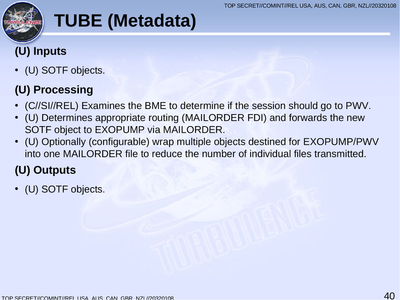 TOP SECRET//COMINT//REL USA, AUS, CAN, GBR, NZL//20320108
TUBE (Metadata)
(U) Inputs
• (U) SOTF objects.
(U) Processing
• (C//SI//REL) Examines the BME to determine if the session should go to PWV.
• (U) Determines appropriate routing (MAILORDER FDI) and forwards the new
SOTF object to EXOPUMP via MAILORDER.
• (U) Optionally (configurable) wrap multiple objects destined for EXOPUMP/PWV
into one MAILORDER file to reduce the number of individual files transmitted.
(U) Outputs
• (U) SOTF objects.
TURBULENCE
TOP SECRET//COMINT//REL USA, AUS, CAN, GBR, NZL//20320108
40